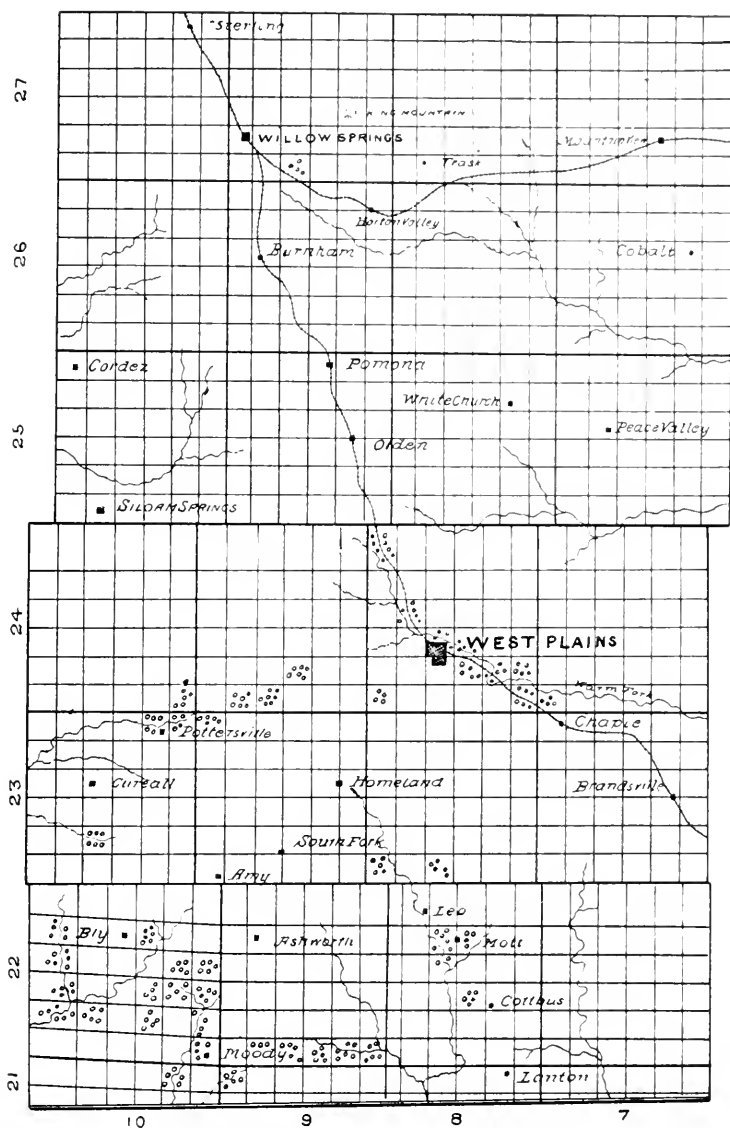 Sterling
27
MOUNTAIN
WILLOW SPRINGS
Trask
Horton Valley
26
Burnham
Cobalt
Cordez
Pomona
White Church
25
Peace Valley
Olden
SILOAM SPRINGS
24
WEST PLAINS
Warm Fork
Chapie
Pottersville
23
Cureall
Homeland
Brandsville
South Fork
Amy
Leo
Bly
Ashworth
Moll
22
Cottbus
Moody
21
Lanton
10 9 8 7